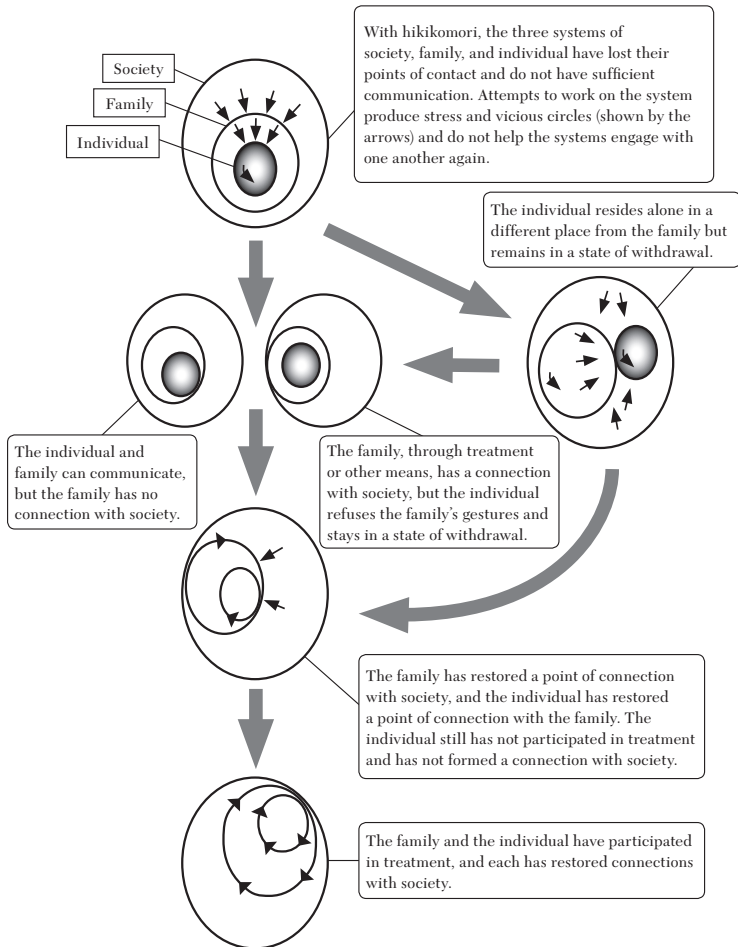 With hikikomori, the three systems of
society, family, and individual have lost their
points of contact and do not have sufficient
communication. Attempts to work on the system
produce stress and vicious circles (shown by the
arrows) and do not help the systems engage with
one another again.
Society
Family
Individual
The individual resides alone in a
different place from the family but
remains in a state of withdrawal.
The individual and
family can communicate,
but the family has no
connection with society.
The family, through treatment
or other means, has a connection
with society, but the individual
refuses the family’s gestures and
stays in a state of withdrawal.
The family has restored a point of connection
with society, and the individual has restored
a point of connection with the family. The
individual still has not participated in treatment
and has not formed a connection with society.
The family and the individual have participated
in treatment, and each has restored connections
with society.